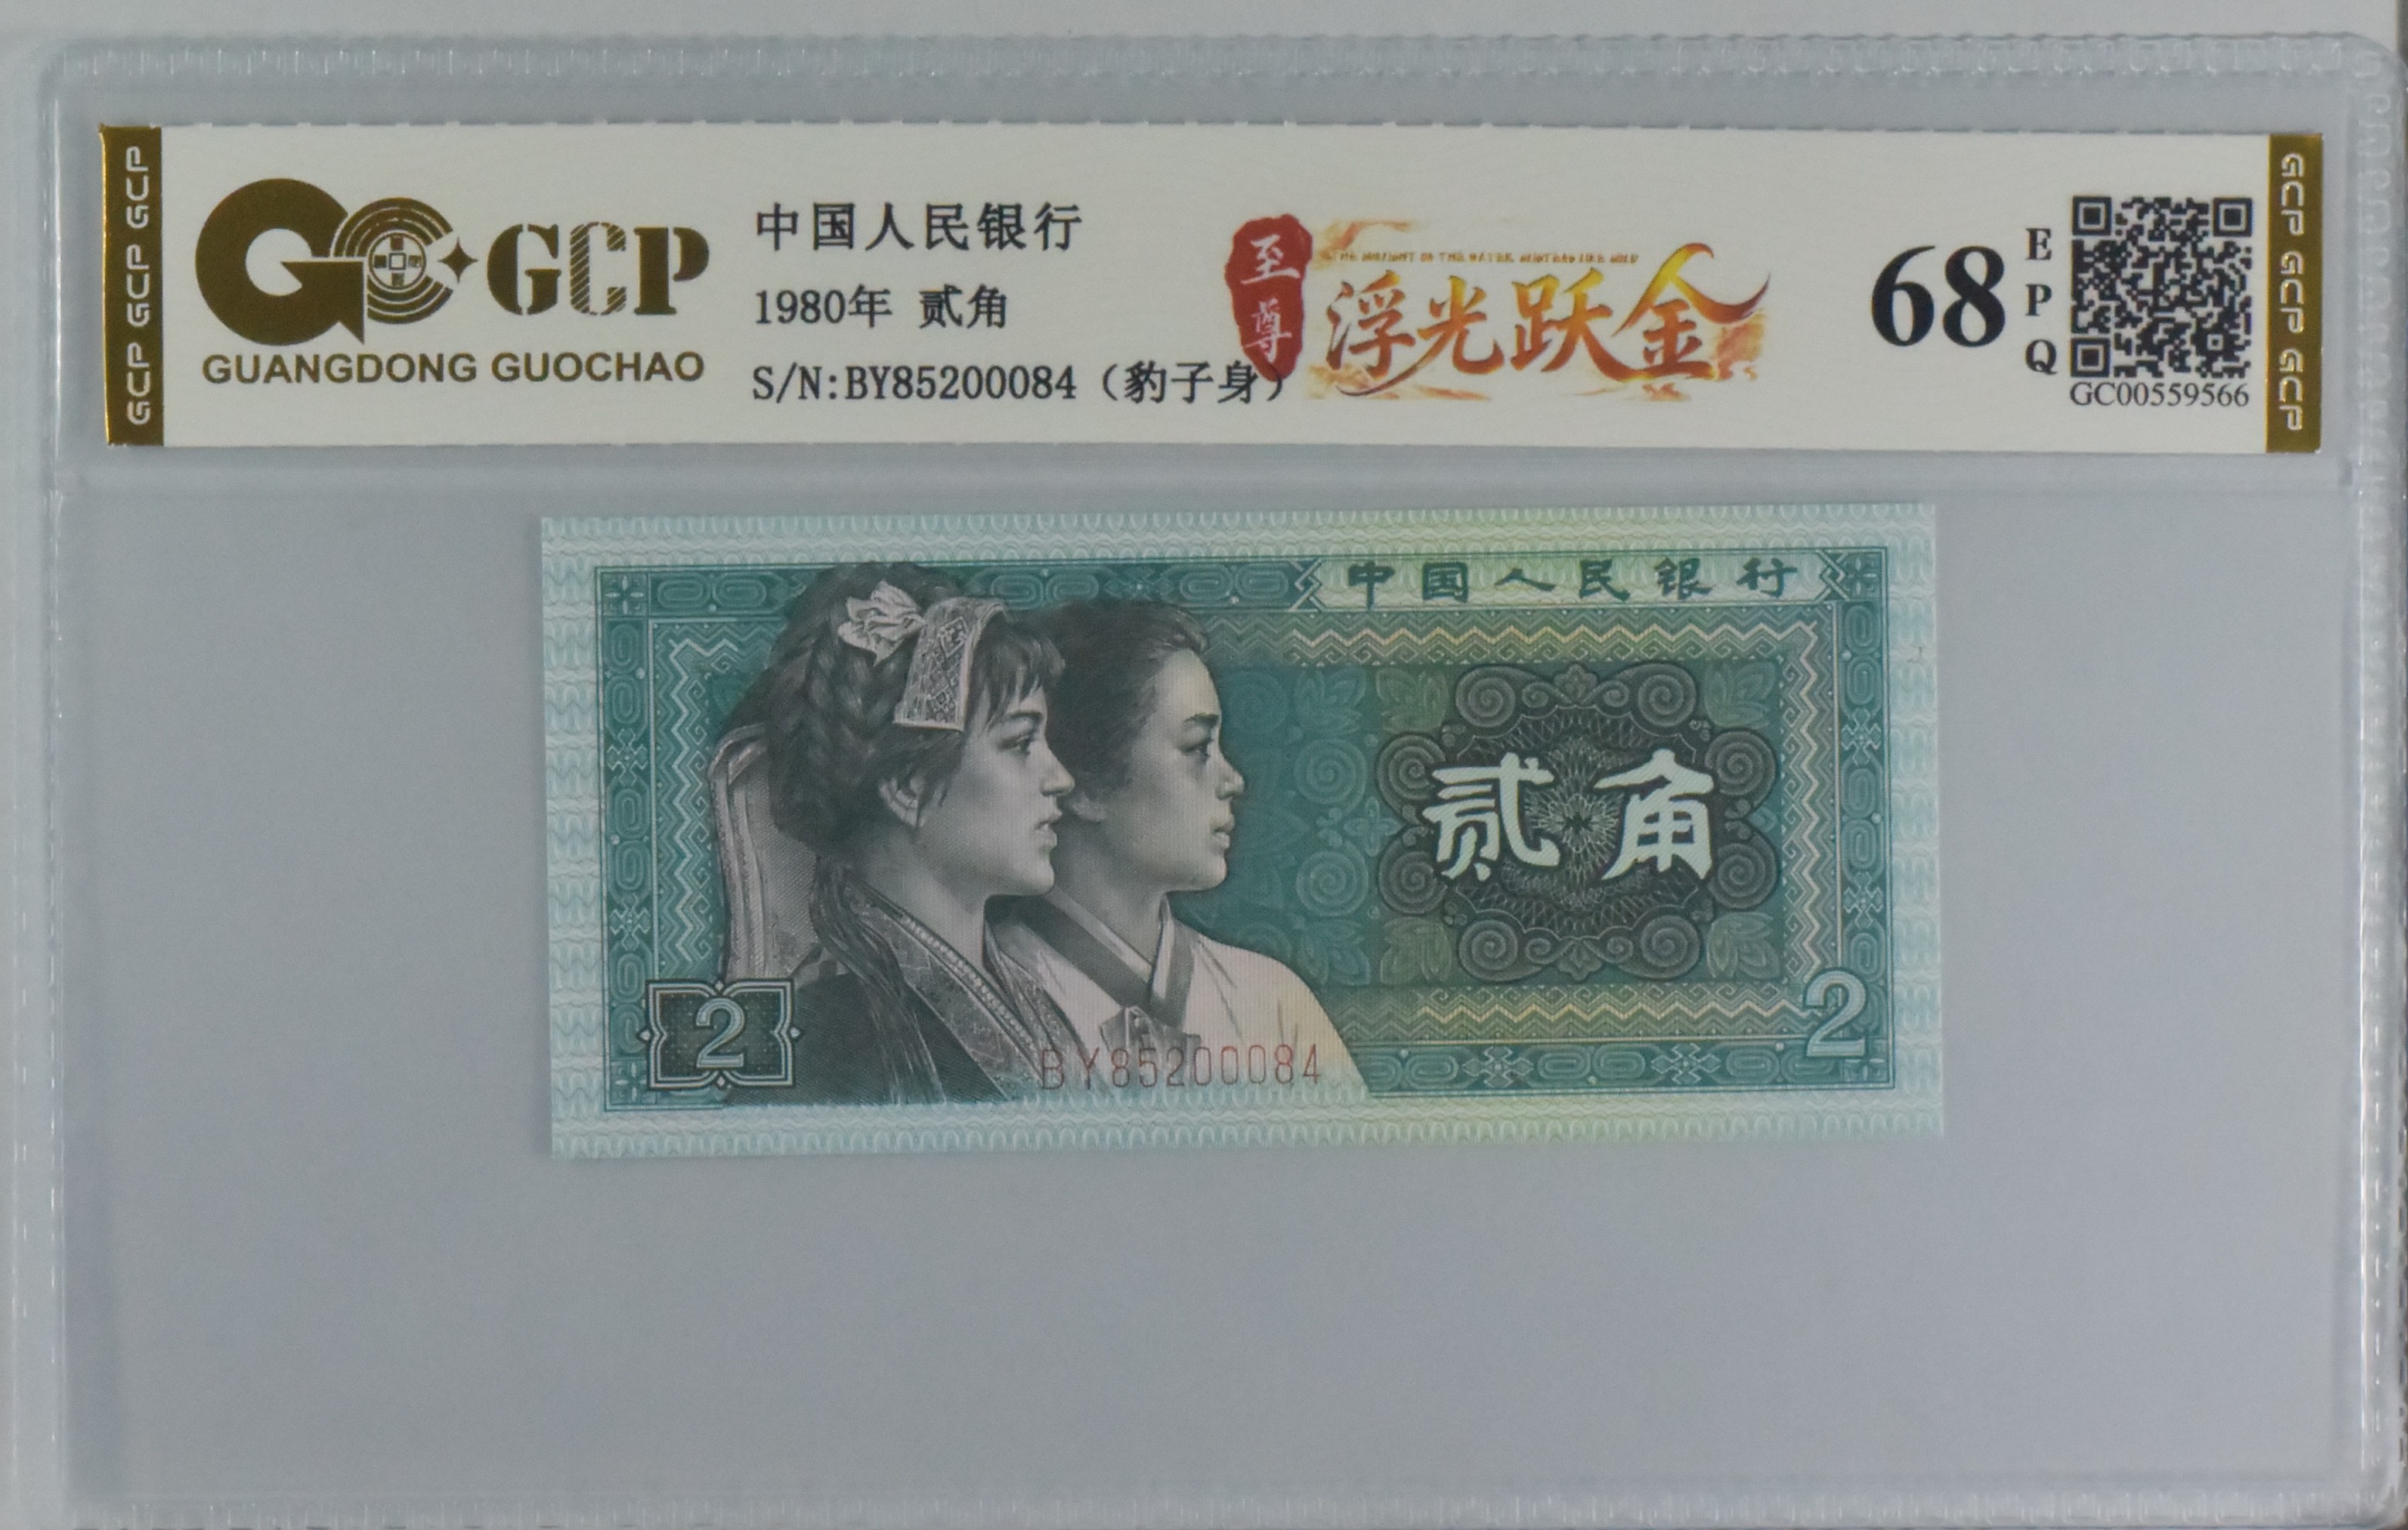 GCP GCP GCP
GCP
GUANGDONG GUOCHAO
中国人民银行
1980年 贰角
S/N:BY85200084（豹子身）
至尊
浮光跃金
68
EPQ
GC00559566
GCP GCP GCP
中国人民银行
贰角
2
2
BY85200084